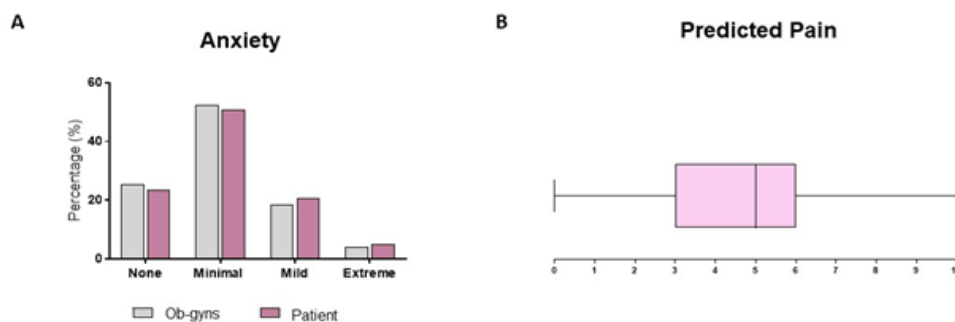 A
Anxiety
60
40
20
0
Percentage (%)
None Minimal Mild Extreme
Ob-gyns Patient
B
Predicted Pain
0 1 2 3 4 5 6 7 8 9